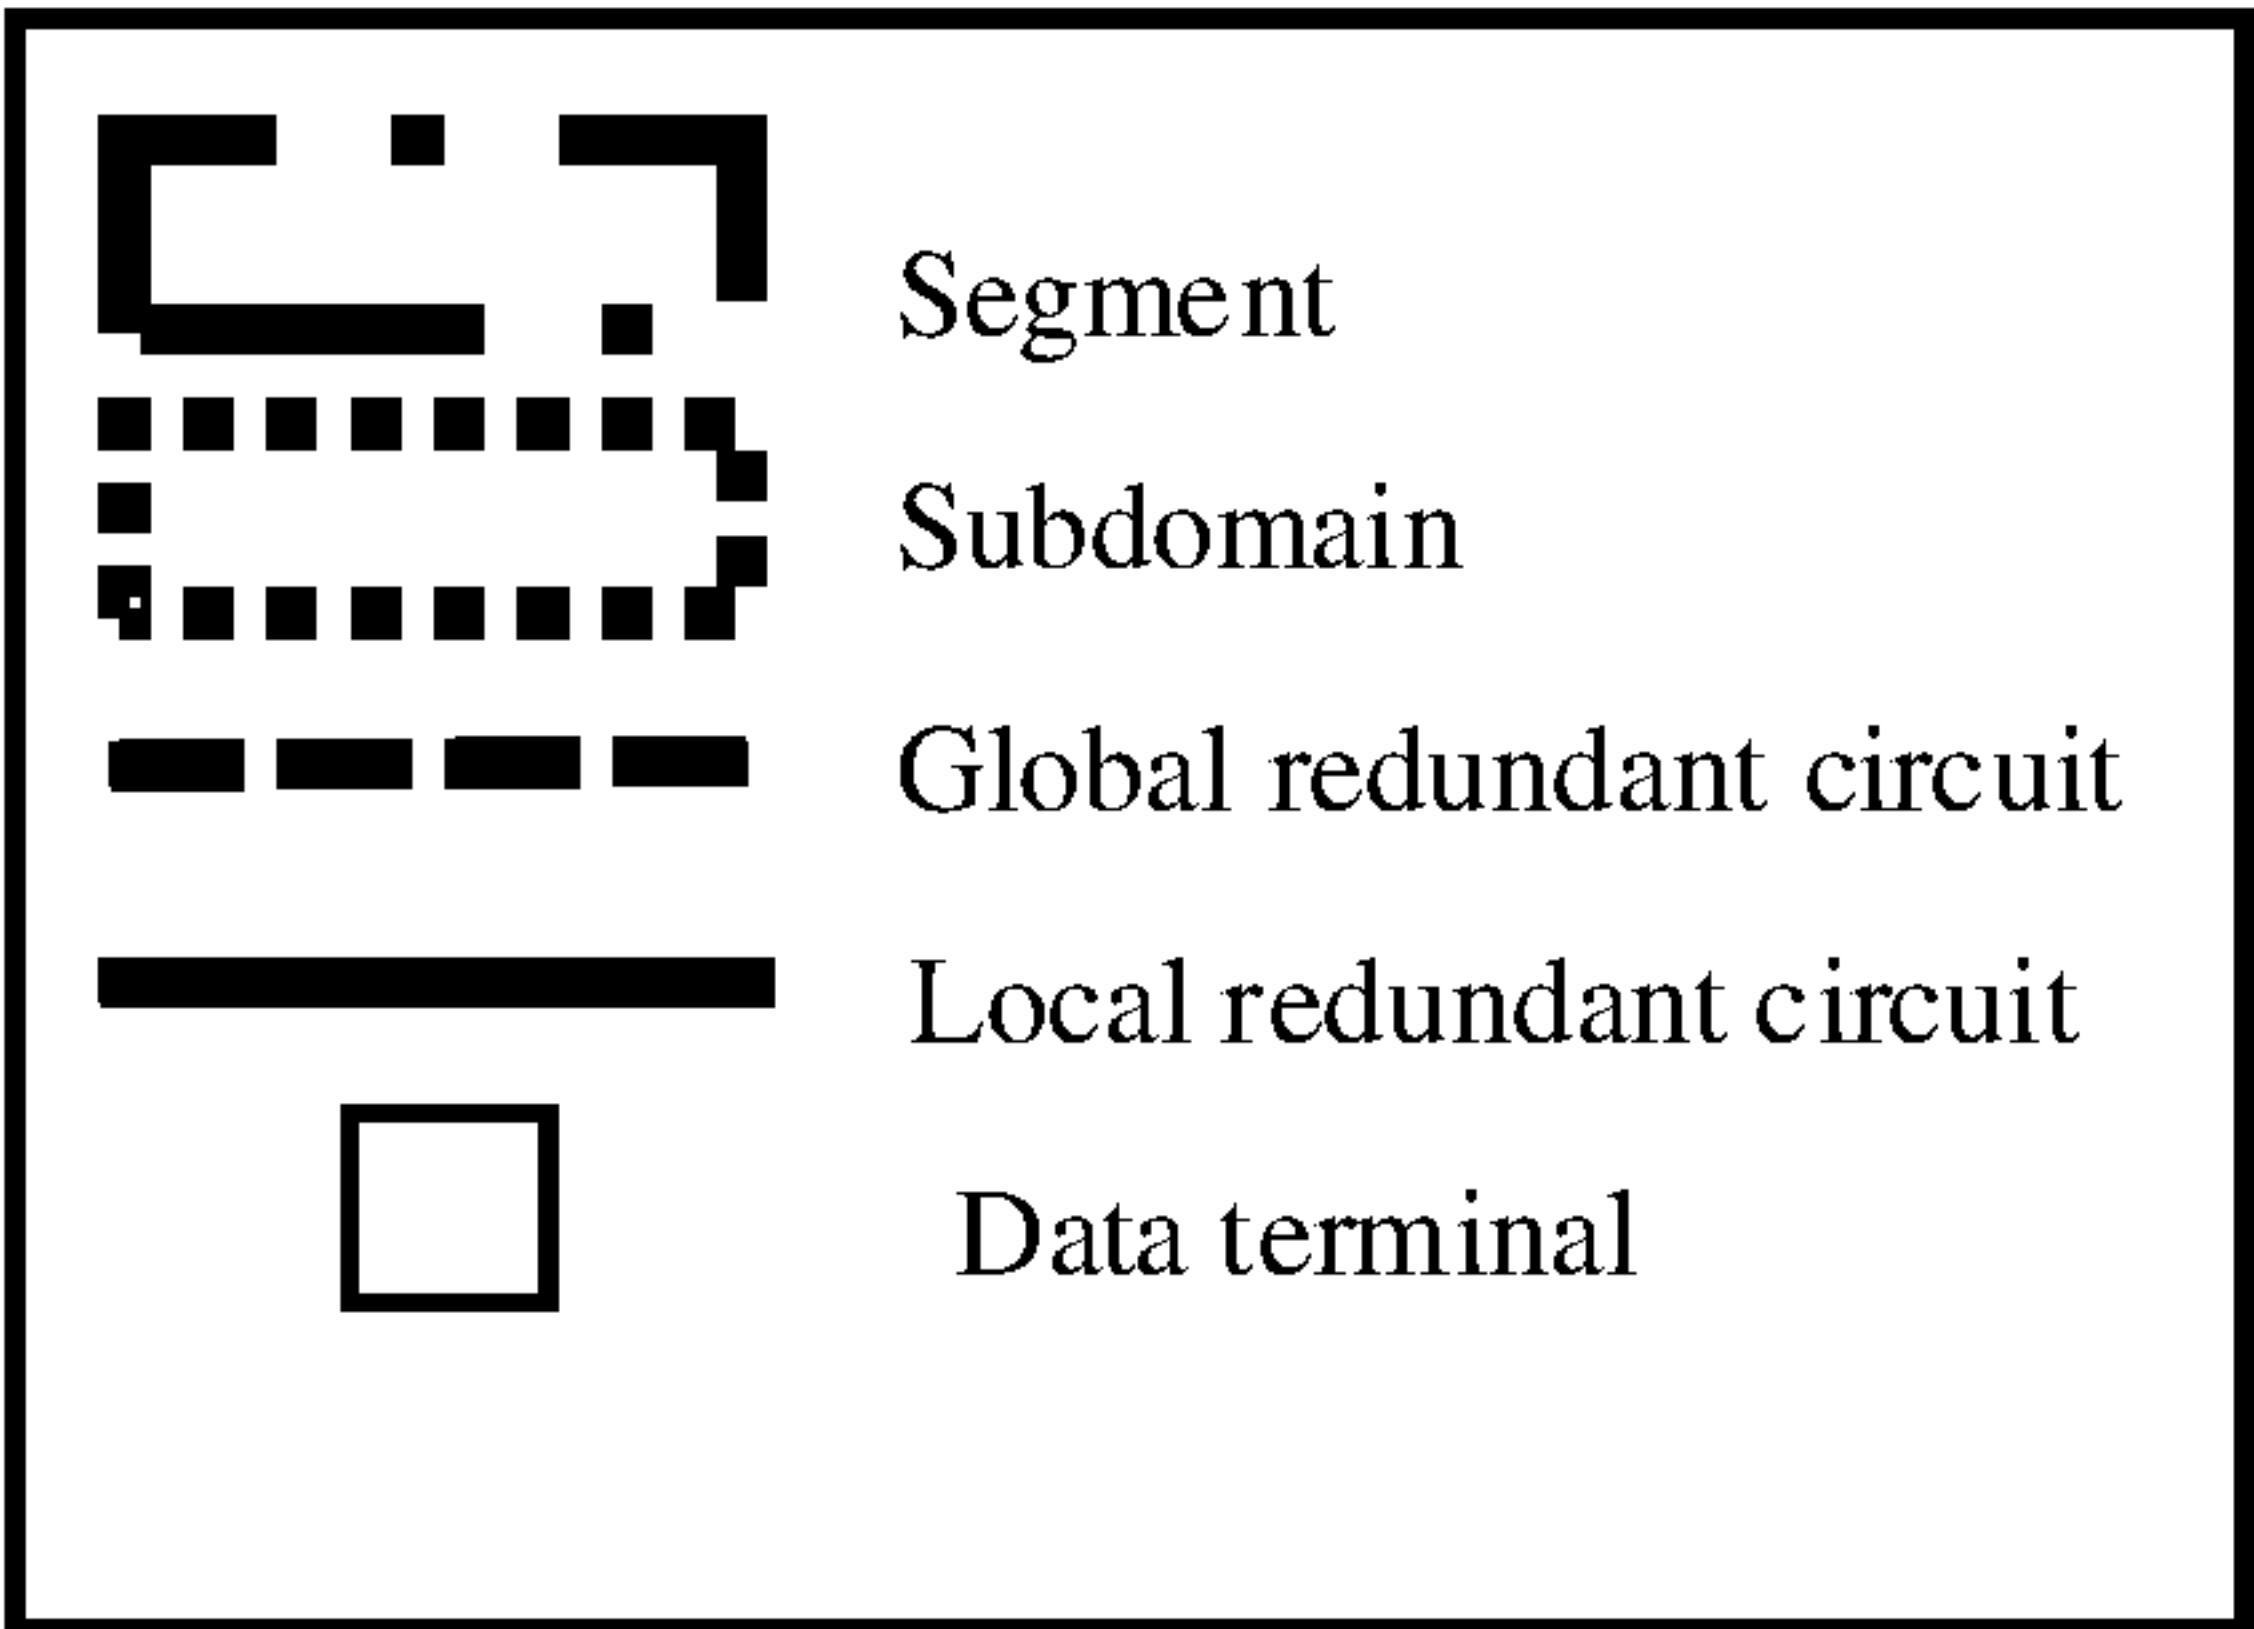 Segment
Subdomain
Global redundant circuit
Local redundant circuit
Data terminal